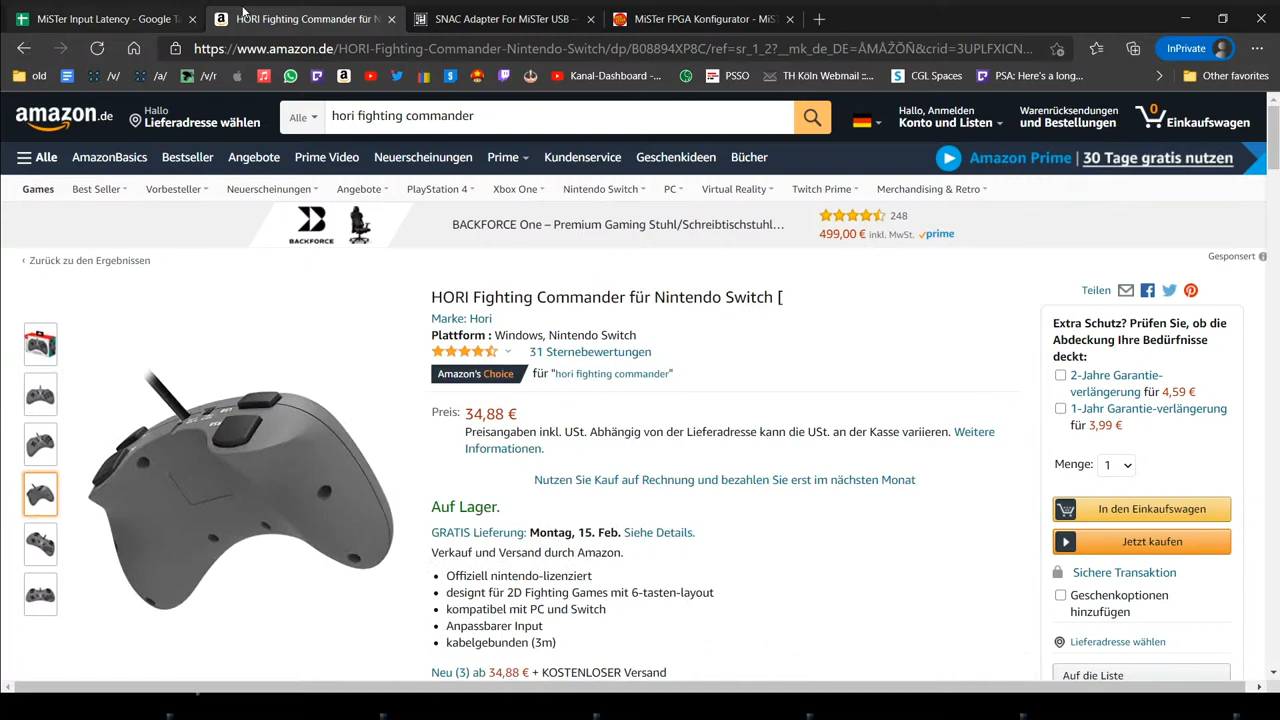 MiSTer Input Latency - Google Ta
HORI Fighting Commander für N
SNAC Adapter For MiSTer USB –
MiSTer FPGA Konfigurator - MiS
https://www.amazon.de/HORI-Fighting-Commander-Nintendo-Switch/dp/B08894XP8C/ref=sr_1_2?__mk_de_DE=ÅMÅŽÕÑ&crid=3UPLFXICN...
InPrivate
old
/v/
/a/
/v/r
Kanal-Dashboard -...
PSSO
TH Köln Webmail ::...
CGL Spaces
PSA: Here's a long...
Other favorites
amazon.de
Hallo
Lieferadresse wählen
Alle
hori fighting commander
Hallo, Anmelden
Konto und Listen
Warenrücksendungen
und Bestellungen
0
Einkaufswagen
Alle
AmazonBasics
Bestseller
Angebote
Prime Video
Neuerscheinungen
Prime
Kundenservice
Geschenkideen
Bücher
Amazon Prime | 30 Tage gratis nutzen
Games
Best Seller
Vorbesteller
Neuerscheinungen
Angebote
PlayStation 4
Xbox One
Nintendo Switch
PC
Virtual Reality
Twitch Prime
Merchandising & Retro
BACKFORCE
BACKFORCE One – Premium Gaming Stuhl/Schreibtischstuhl...
248
499,00 € inkl. MwSt. prime
‹ Zurück zu den Ergebnissen
Gesponsert
HORI Fighting Commander für Nintendo Switch [
Marke: Hori
Plattform : Windows, Nintendo Switch
31 Sternebewertungen
Amazon's Choice für "hori fighting commander"
Preis: 34,88 €
Preisangaben inkl. USt. Abhängig von der Lieferadresse kann die USt. an der Kasse variieren. Weitere
Informationen.
Nutzen Sie Kauf auf Rechnung und bezahlen Sie erst im nächsten Monat
Auf Lager.
GRATIS Lieferung: Montag, 15. Feb. Siehe Details.
Verkauf und Versand durch Amazon.
• Offiziell nintendo-lizenziert
• designt für 2D Fighting Games mit 6-tasten-layout
• kompatibel mit PC und Switch
• Anpassbarer Input
• kabelgebunden (3m)
Neu (3) ab 34,88 € + KOSTENLOSER Versand
Teilen
Extra Schutz? Prüfen Sie, ob die
Abdeckung Ihre Bedürfnisse
deckt:
2-Jahre Garantie-
verlängerung für 4,59 €
1-Jahr Garantie-verlängerung
für 3,99 €
Menge: 1
In den Einkaufswagen
Jetzt kaufen
Sichere Transaktion
Geschenkoptionen
hinzufügen
Lieferadresse wählen
Auf die Liste